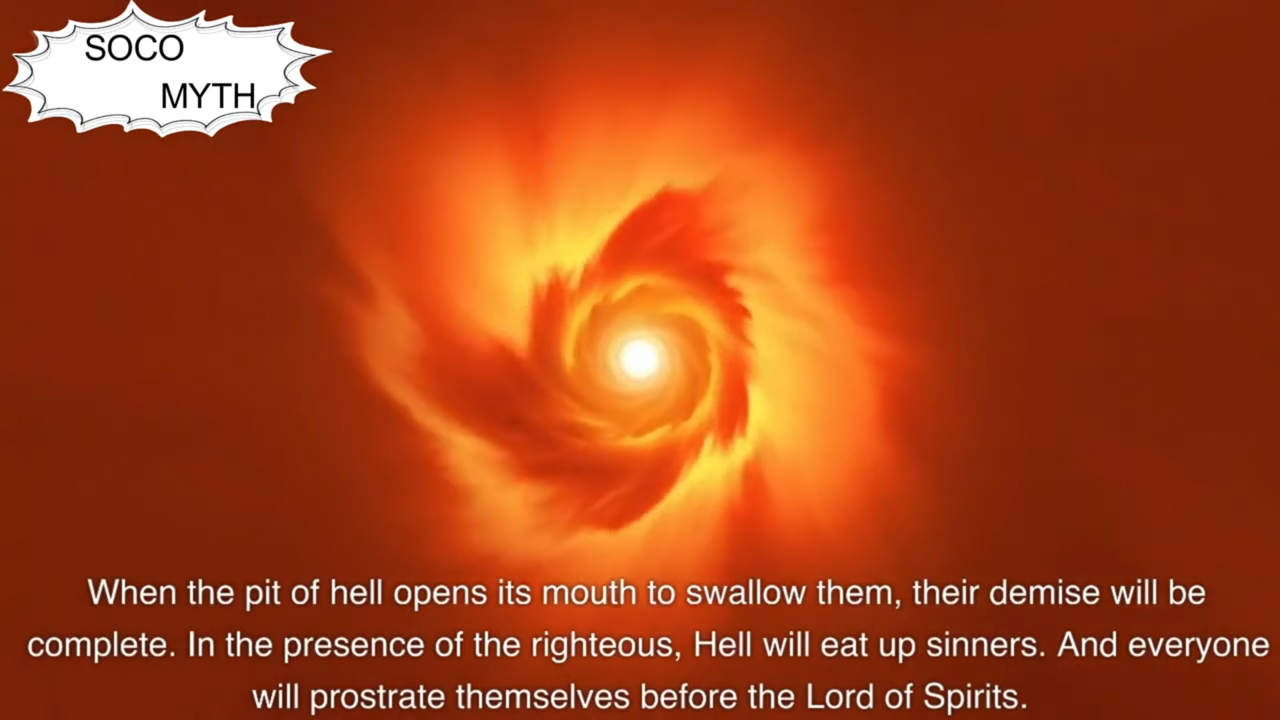 SOCO
MYTH
When the pit of hell opens its mouth to swallow them, their demise will be
complete. In the presence of the righteous, Hell will eat up sinners. And everyone
will prostrate themselves before the Lord of Spirits.